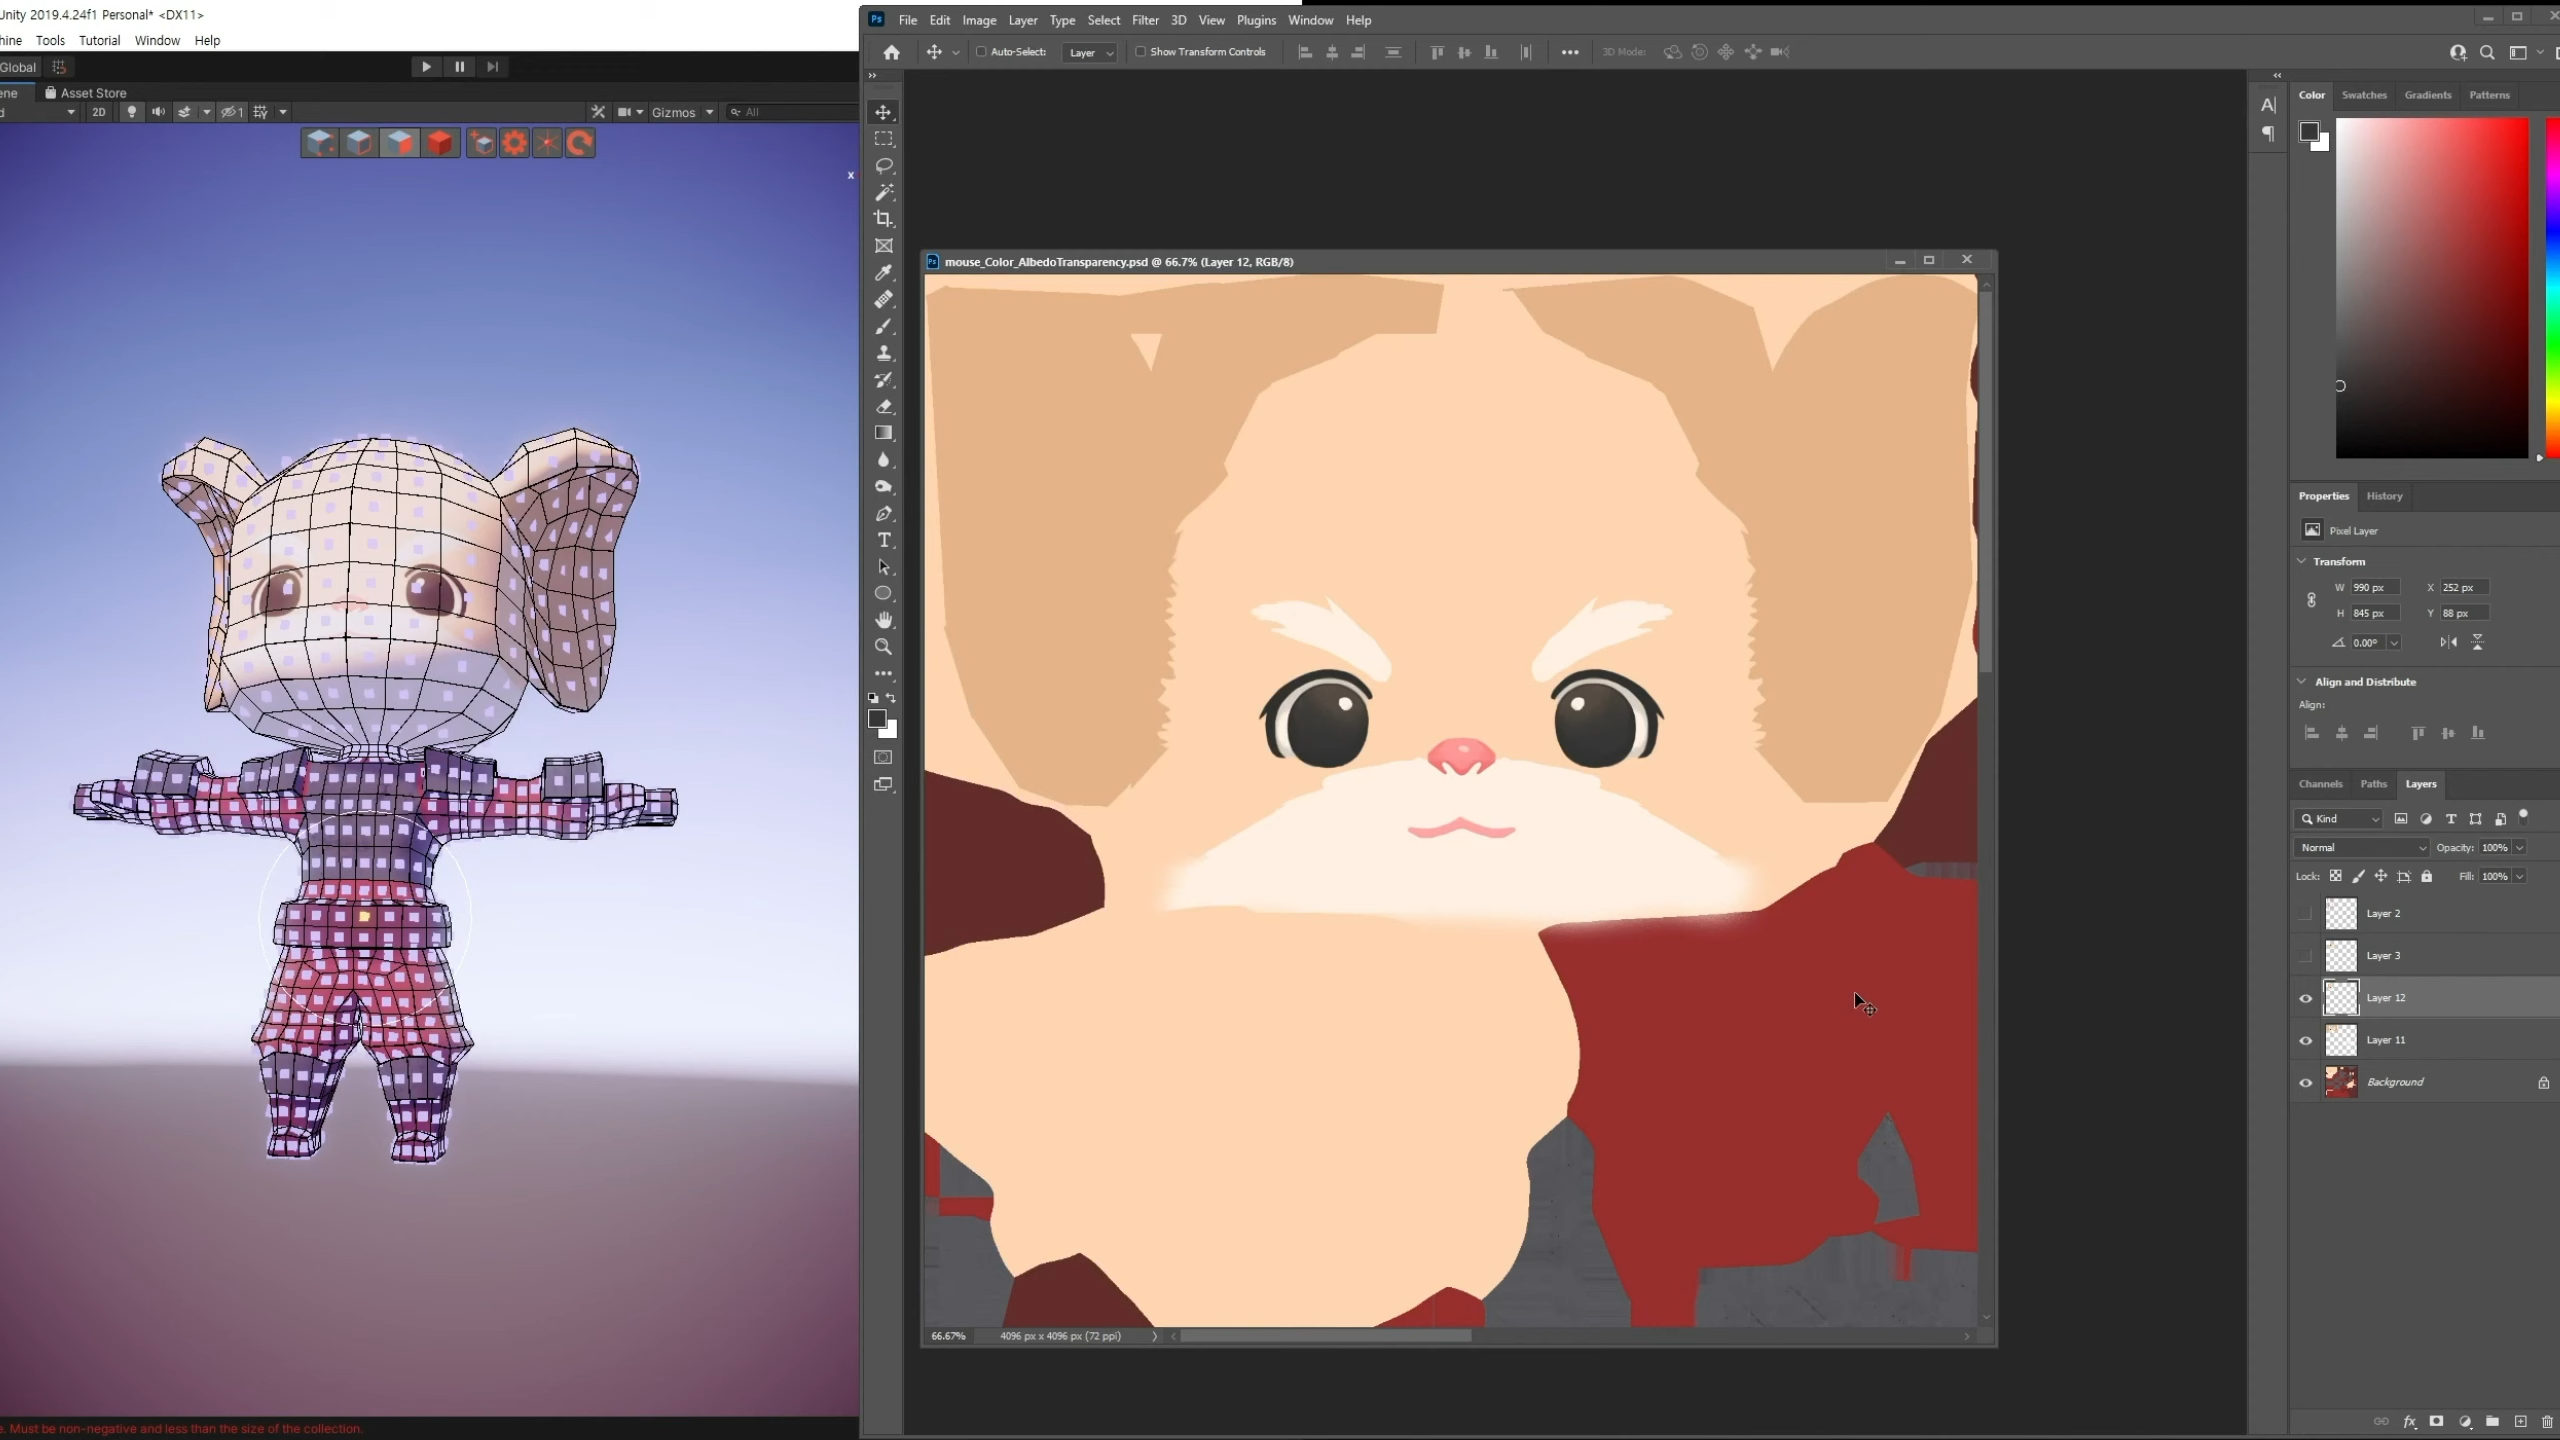 Unity 2019.4.24f1 Personal* <DX11>
hine Tools Tutorial Window Help
Global
ene Asset Store
d 2D 1 Gizmos All
x
e. Must be non-negative and less than the size of the collection.
Ps File Edit Image Layer Type Select Filter 3D View Plugins Window Help
Auto-Select: Layer Show Transform Controls 3D Mode:
Ps mouse_Color_AlbedoTransparency.psd @ 66.7% (Layer 12, RGB/8)
66.67% 4096 px x 4096 px (72 ppi)
Color Swatches Gradients Patterns
Properties History
Pixel Layer
Transform
W 990 px X 252 px
H 845 px Y 88 px
0.00°
Align and Distribute
Align:
Channels Paths Layers
Kind
Normal Opacity: 100%
Lock: Fill: 100%
Layer 2
Layer 3
Layer 12
Layer 11
Background
fx